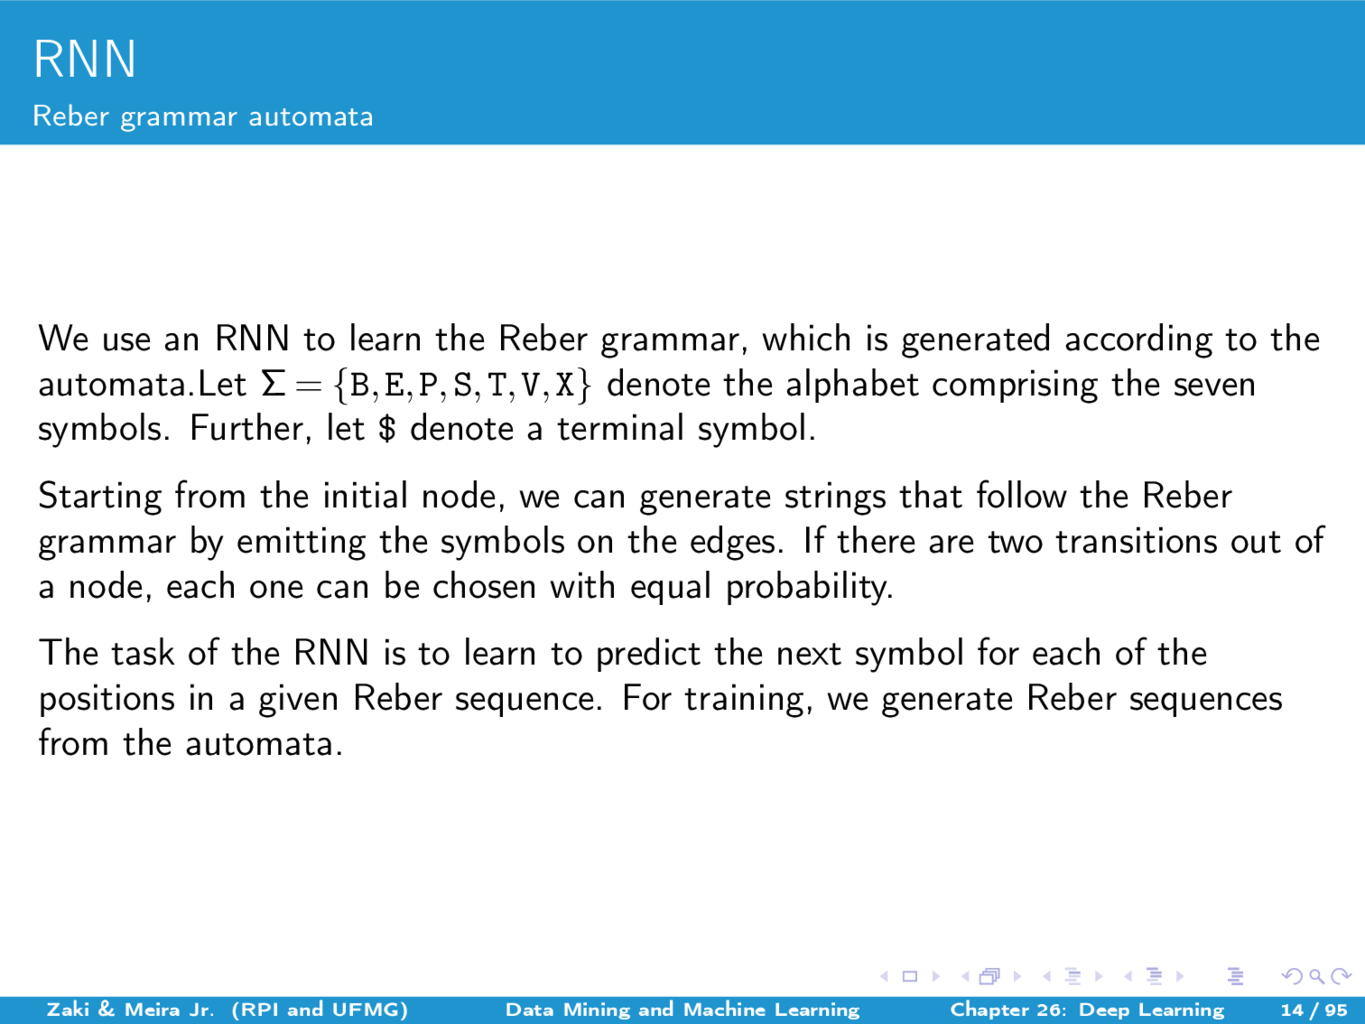 RNN
Reber grammar automata
We use an RNN to learn the Reber grammar, which is generated according to the
automata.Let Σ = {B, E, P, S, T, V, X} denote the alphabet comprising the seven
symbols. Further, let $ denote a terminal symbol.
Starting from the initial node, we can generate strings that follow the Reber
grammar by emitting the symbols on the edges. If there are two transitions out of
a node, each one can be chosen with equal probability.
The task of the RNN is to learn to predict the next symbol for each of the
positions in a given Reber sequence. For training, we generate Reber sequences
from the automata.
Zaki & Meira Jr. (RPI and UFMG) Data Mining and Machine Learning Chapter 26: Deep Learning 14 / 95